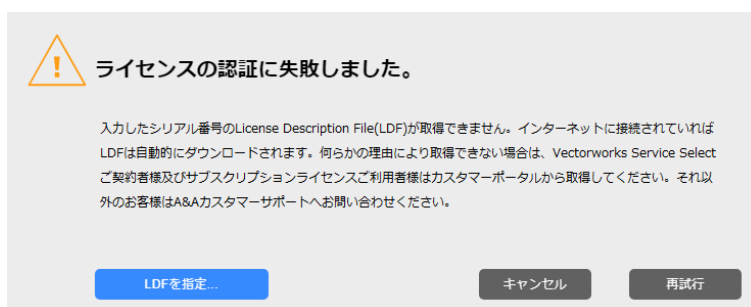 ライセンスの認証に失敗しました。
入力したシリアル番号のLicense Description File(LDF)が取得できません。インターネットに接続されていれば
LDFは自動的にダウンロードされます。何らかの理由により取得できない場合は、Vectorworks Service Select
ご契約者様及びサブスクリプションライセンスご利用者様はカスタマーポータルから取得してください。それ以
外のお客様はA&Aカスタマーサポートへお問い合わせください。
LDFを指定... キャンセル 再試行